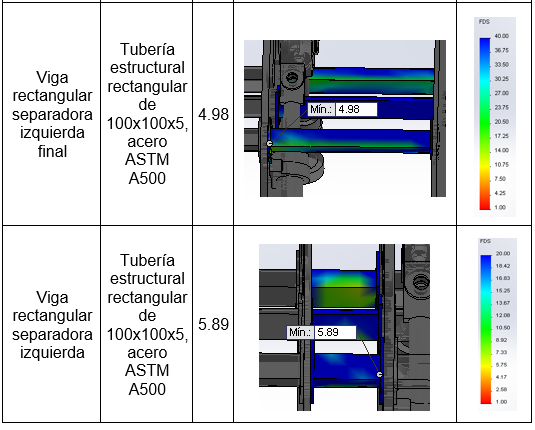 Viga
rectangular
separadora
izquierda
final
Tubería
estructural
rectangular
de
100x100x5,
acero
ASTM
A500
4.98
Mín.: 4.98
FDS
40.00
36.75
33.50
30.25
27.00
23.75
20.50
17.25
14.00
10.75
7.50
4.25
1.00
Viga
rectangular
separadora
izquierda
Tubería
estructural
rectangular
de
100x100x5,
acero
ASTM
A500
5.89
Mín.: 5.89
FDS
20.00
18.42
16.83
15.25
13.67
12.08
10.50
8.92
7.33
5.75
4.17
2.58
1.00